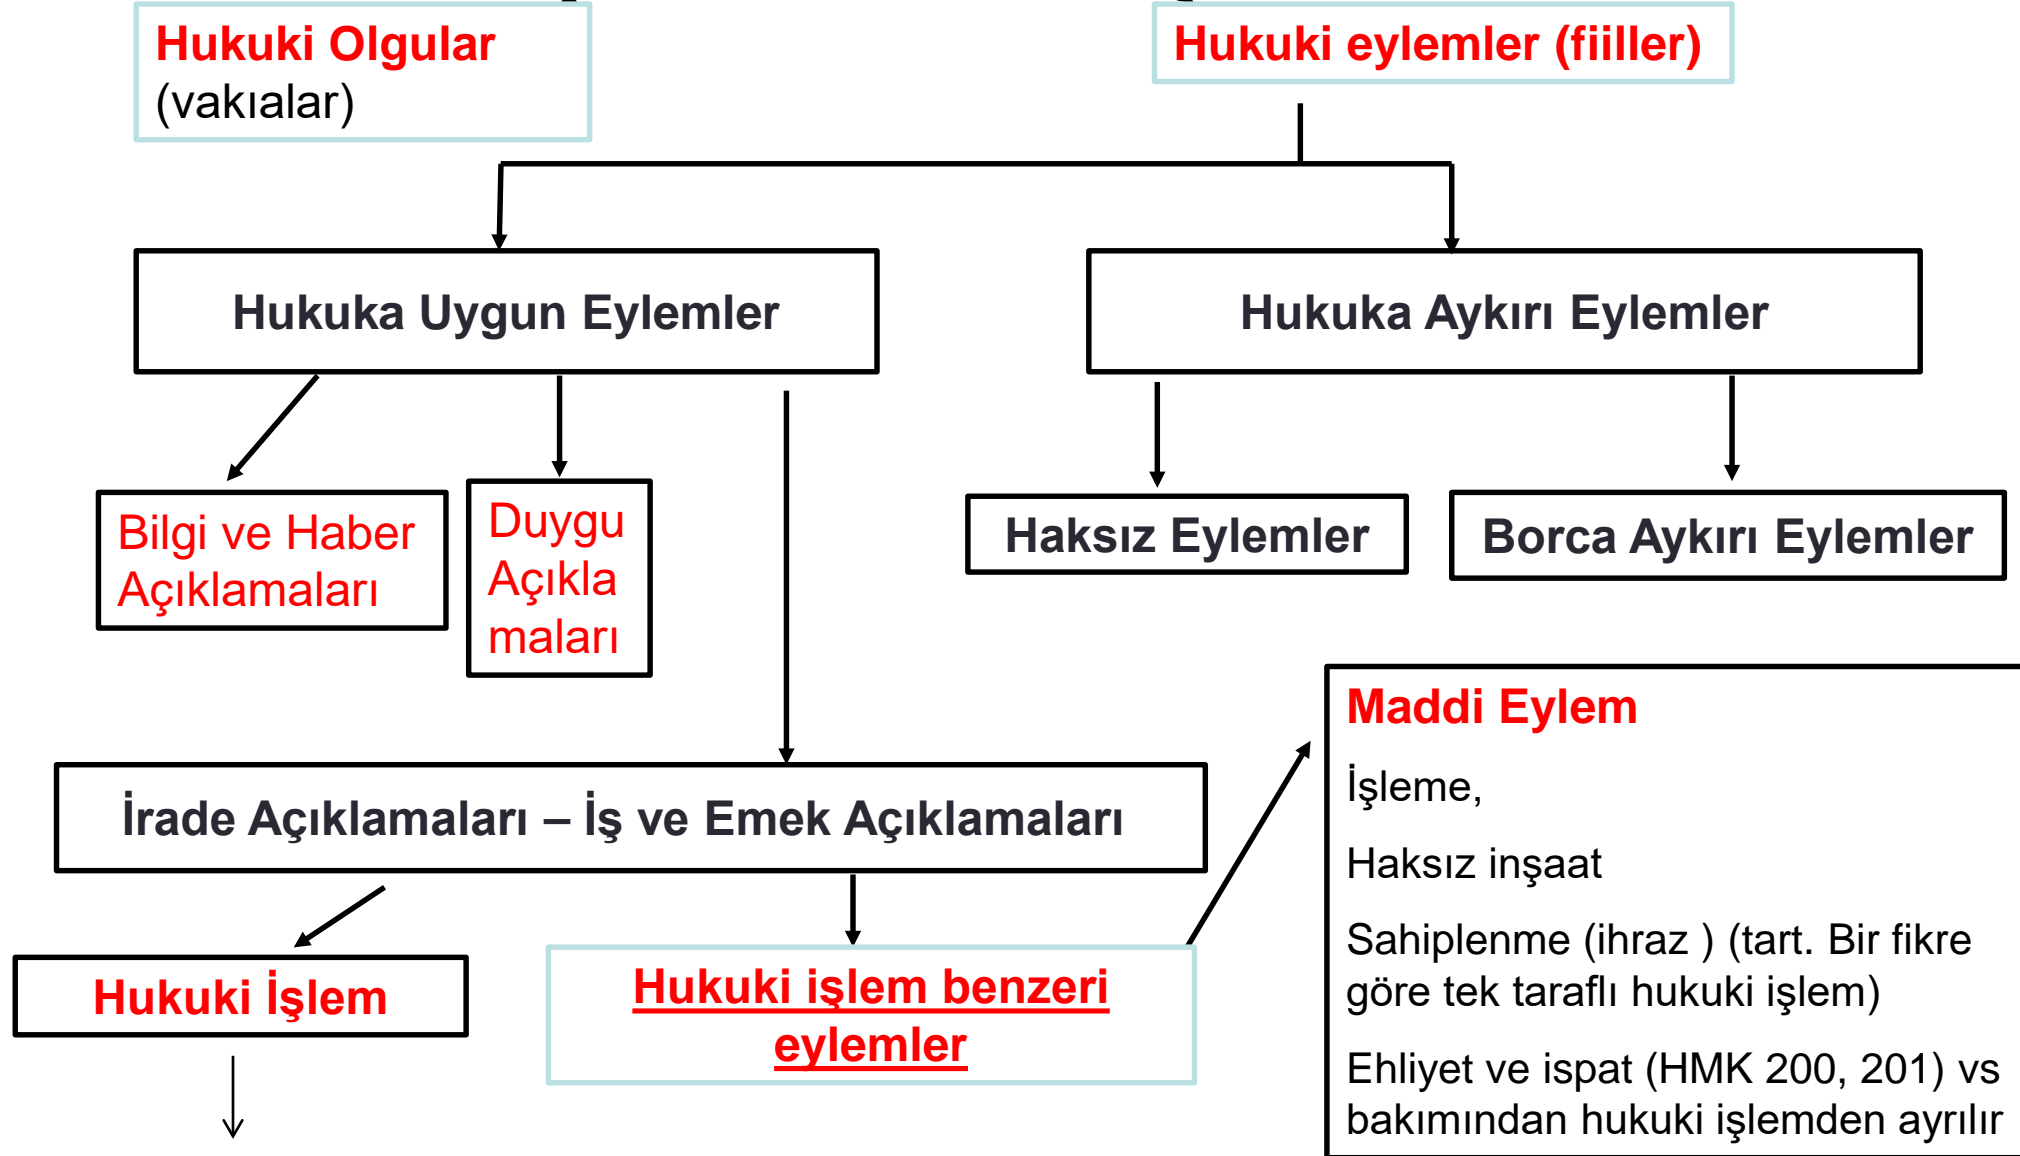 Hukuki Olgular
(vakıalar)
Hukuki eylemler (fiiller)
Hukuka Uygun Eylemler
Hukuka Aykırı Eylemler
Bilgi ve Haber
Açıklamaları
Duygu
Açıkla
maları
Haksız Eylemler
Borca Aykırı Eylemler
İrade Açıklamaları – İş ve Emek Açıklamaları
Hukuki İşlem
Hukuki işlem benzeri
eylemler
Maddi Eylem
İşleme,
Haksız inşaat
Sahiplenme (ihraz ) (tart. Bir fikre
göre tek taraflı hukuki işlem)
Ehliyet ve ispat (HMK 200, 201) vs
bakımından hukuki işlemden ayrılır